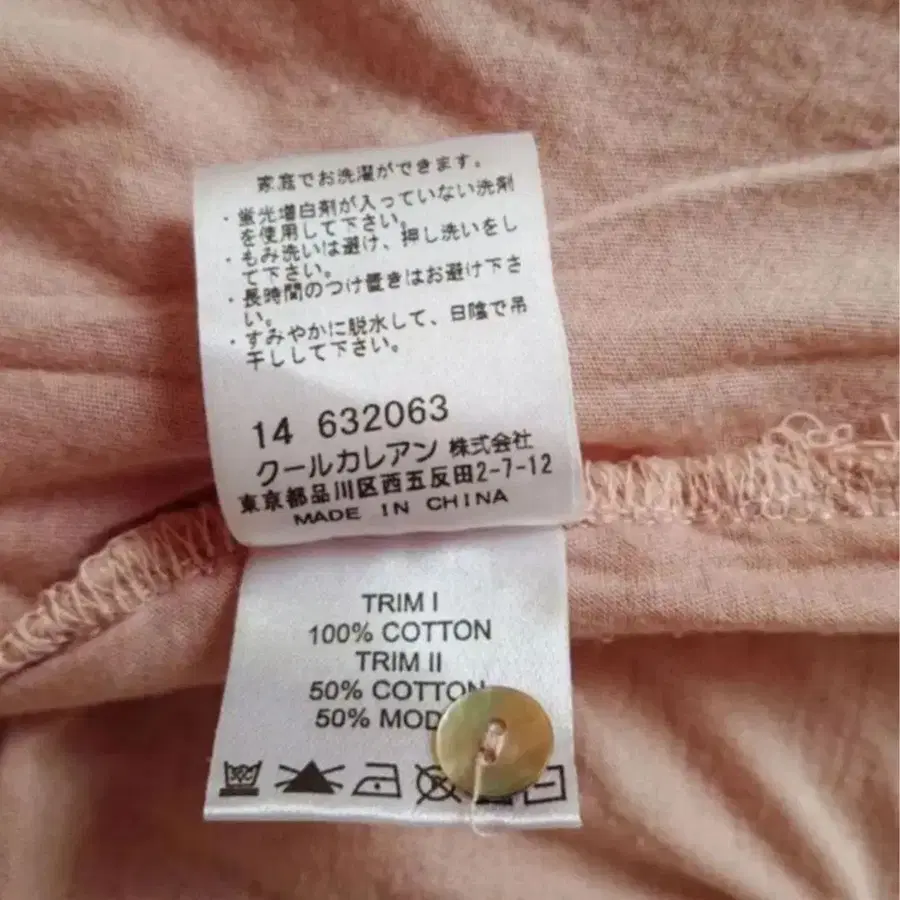 家庭でお洗濯ができます。
・蛍光増白剤が入っていない洗剤
を使用して下さい。
・もみ洗いは避け、押し洗いをし
て下さい。
・長時間のつけ置きはお避け下さ
い。
・すみやかに脱水して、日陰で吊
干しして下さい。
14 632063
クールカレアン 株式会社
東京都品川区西五反田2-7-12
MADE IN CHINA
TRIM I
100% COTTON
TRIM II
50% COTTON
50%